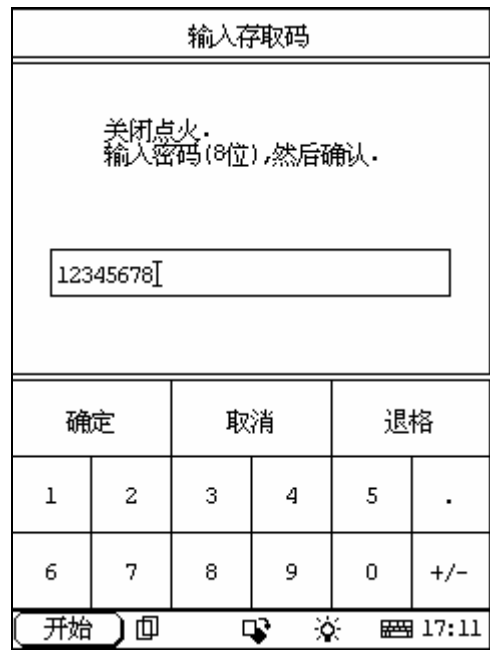 输入存取码
关闭点火.
输入密码(8位),然后确认.
12345678
确定 取消 退格
1 2 3 4 5 .
6 7 8 9 0 +/-
开始 17:11